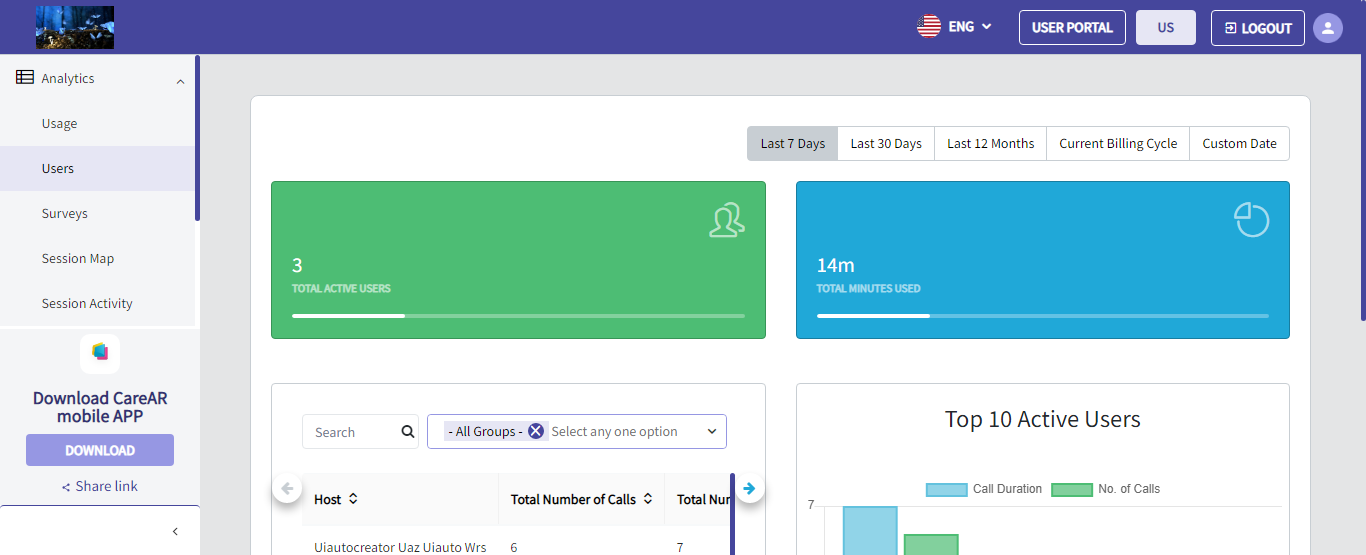 ENG
USER PORTAL
US
LOGOUT
Analytics
Usage
Users
Surveys
Session Map
Session Activity
Download CareAR
mobile APP
DOWNLOAD
Share link
Last 7 Days
Last 30 Days
Last 12 Months
Current Billing Cycle
Custom Date
3
TOTAL ACTIVE USERS
14m
TOTAL MINUTES USED
Search
- All Groups -
Select any one option
Host
Total Number of Calls
Total Num
Uiautocreator Uaz Uiauto Wrs
6
7
Top 10 Active Users
Call Duration
No. of Calls
7